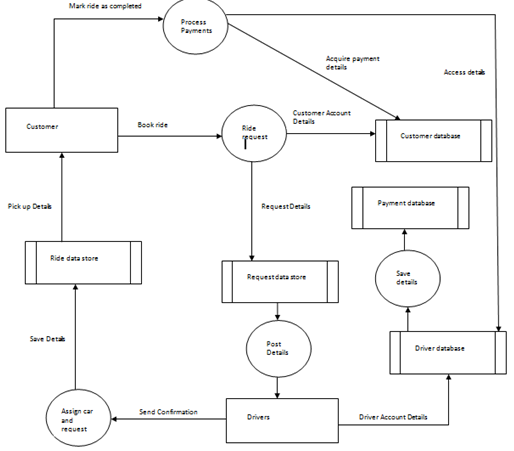 Mark ride as completed
Process
Payments
Acquire payment
details
Access details
Customer
Book ride
Ride
request
Customer Account
Details
Customer database
Pick up Details
Request Details
Payment database
Ride data store
Request data store
Save
details
Save Details
Post
Details
Driver database
Assign car
and
request
Send Confirmation
Drivers
Driver Account Details